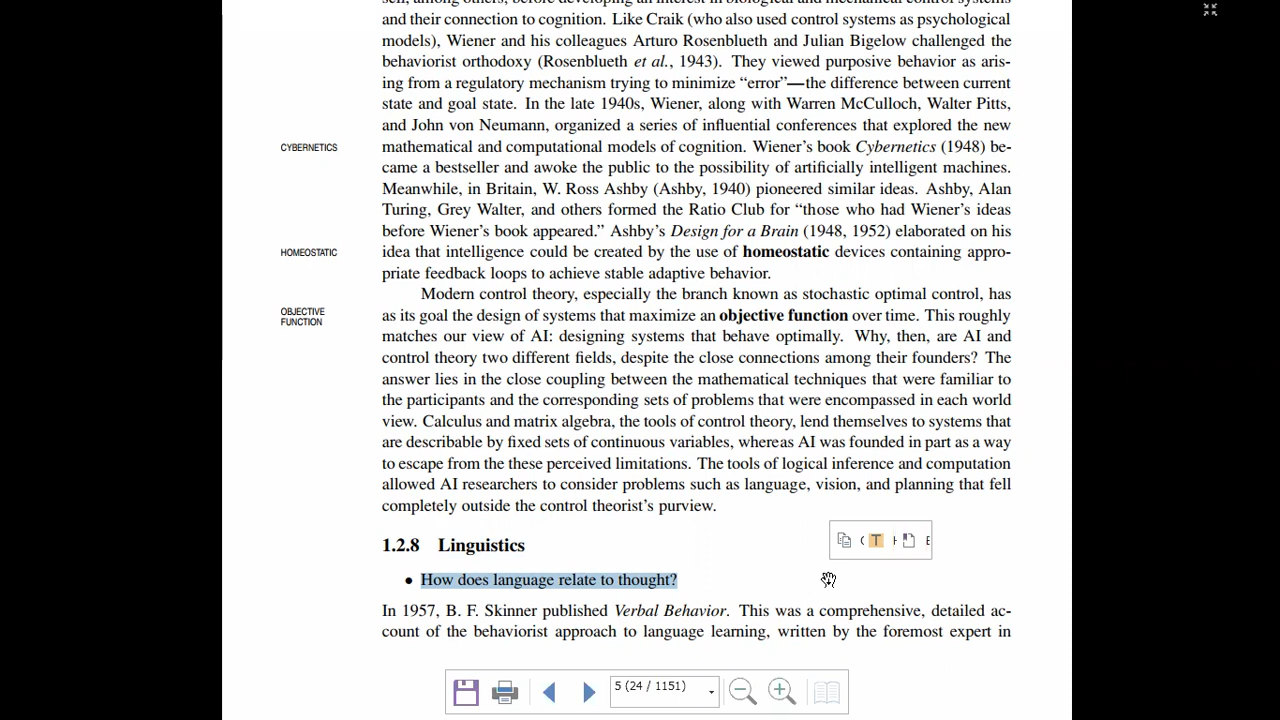 self, among others, before developing an interest in biological and mechanical control systems
and their connection to cognition. Like Craik (who also used control systems as psychological
models), Wiener and his colleagues Arturo Rosenblueth and Julian Bigelow challenged the
behaviorist orthodoxy (Rosenblueth et al., 1943). They viewed purposive behavior as aris-
ing from a regulatory mechanism trying to minimize “error”—the difference between current
state and goal state. In the late 1940s, Wiener, along with Warren McCulloch, Walter Pitts,
and John von Neumann, organized a series of influential conferences that explored the new
CYBERNETICS
mathematical and computational models of cognition. Wiener’s book Cybernetics (1948) be-
came a bestseller and awoke the public to the possibility of artificially intelligent machines.
Meanwhile, in Britain, W. Ross Ashby (Ashby, 1940) pioneered similar ideas. Ashby, Alan
Turing, Grey Walter, and others formed the Ratio Club for “those who had Wiener’s ideas
before Wiener’s book appeared.” Ashby’s Design for a Brain (1948, 1952) elaborated on his
HOMEOSTATIC
idea that intelligence could be created by the use of homeostatic devices containing appro-
priate feedback loops to achieve stable adaptive behavior.
Modern control theory, especially the branch known as stochastic optimal control, has
OBJECTIVE
FUNCTION
as its goal the design of systems that maximize an objective function over time. This roughly
matches our view of AI: designing systems that behave optimally. Why, then, are AI and
control theory two different fields, despite the close connections among their founders? The
answer lies in the close coupling between the mathematical techniques that were familiar to
the participants and the corresponding sets of problems that were encompassed in each world
view. Calculus and matrix algebra, the tools of control theory, lend themselves to systems that
are describable by fixed sets of continuous variables, whereas AI was founded in part as a way
to escape from the these perceived limitations. The tools of logical inference and computation
allowed AI researchers to consider problems such as language, vision, and planning that fell
completely outside the control theorist’s purview.
1.2.8 Linguistics
• How does language relate to thought?
In 1957, B. F. Skinner published Verbal Behavior. This was a comprehensive, detailed ac-
count of the behaviorist approach to language learning, written by the foremost expert in
5 (24 / 1151)